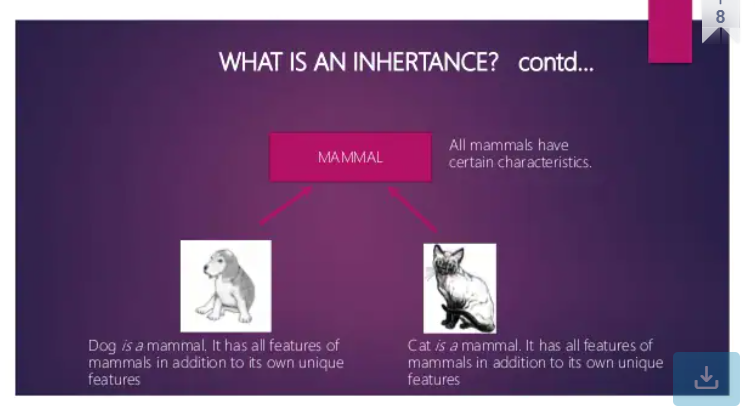 8
WHAT IS AN INHERTANCE? contd...
MAMMAL
All mammals have
certain characteristics.
Dog is a mammal. It has all features of
mammals in addition to its own unique
features
Cat is a mammal. It has all features of
mammals in addition to its own unique
features